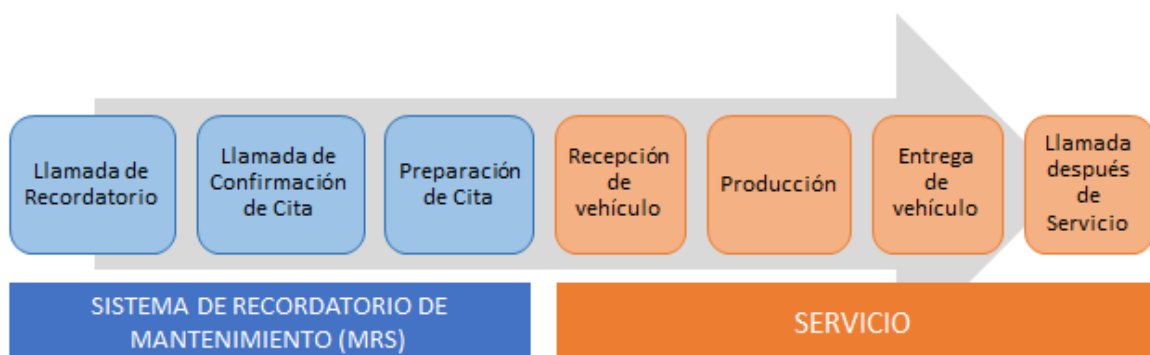 Llamada de
Recordatorio
Llamada de
Confirmación
de Cita
Preparación
de Cita
Recepción
de
vehículo
Producción
Entrega
de
vehículo
Llamada
después
de
Servicio
SISTEMA DE RECORDATORIO DE
MANTENIMIENTO (MRS)
SERVICIO